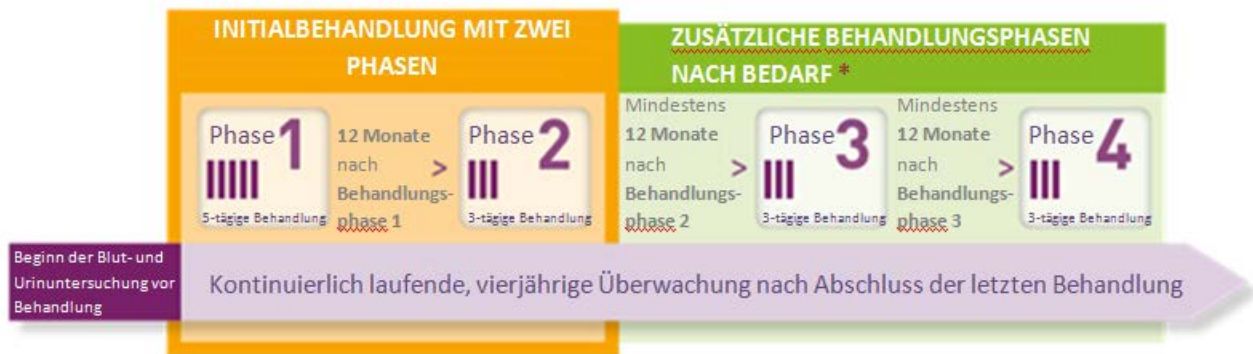 INITIALBEHANDLUNG MIT ZWEI
PHASEN
ZUSÄTZLICHE BEHANDLUNGSPHASEN
NACH BEDARF *
Phase 1
5-tägige Behandlung
12 Monate
nach
Behandlungs-
phase 1
>
Phase 2
3-tägige Behandlung
Mindestens
12 Monate
nach
Behandlungs-
phase 2
>
Phase 3
3-tägige Behandlung
Mindestens
12 Monate
nach
Behandlungs-
phase 3
>
Phase 4
3-tägige Behandlung
Beginn der Blut- und
Urinuntersuchung vor
Behandlung
Kontinuierlich laufende, vierjährige Überwachung nach Abschluss der letzten Behandlung